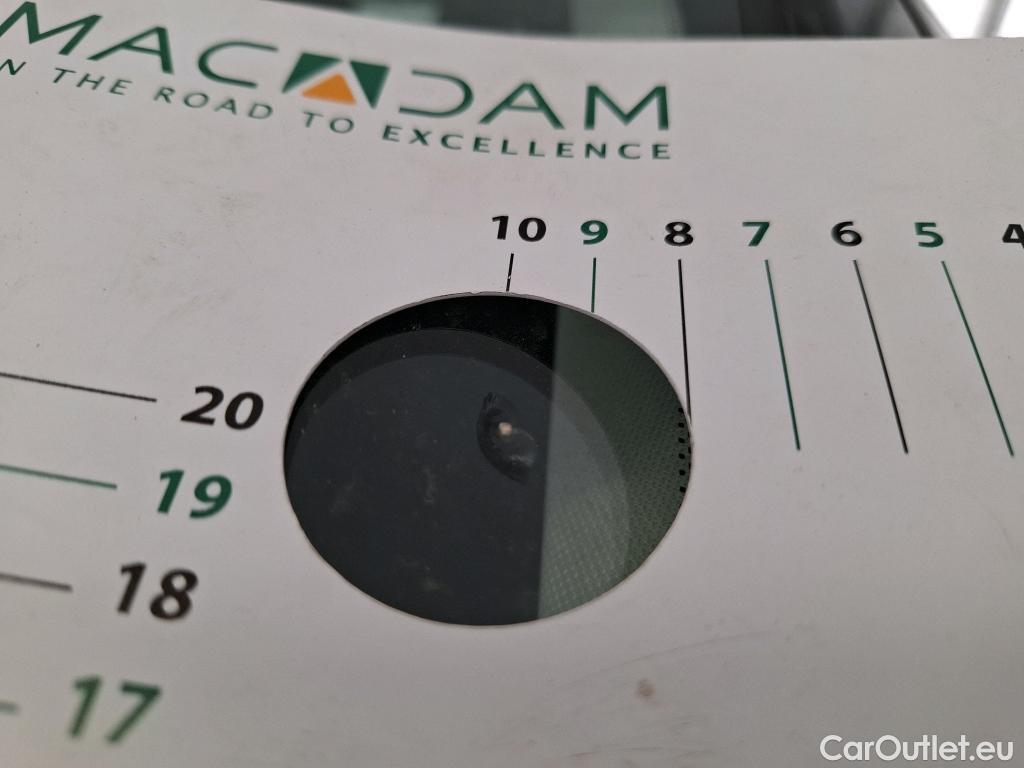 MACADAM
N THE ROAD TO EXCELLENCE
10 9 8 7 6 5 4
20
19
18
17
CarOutlet.eu